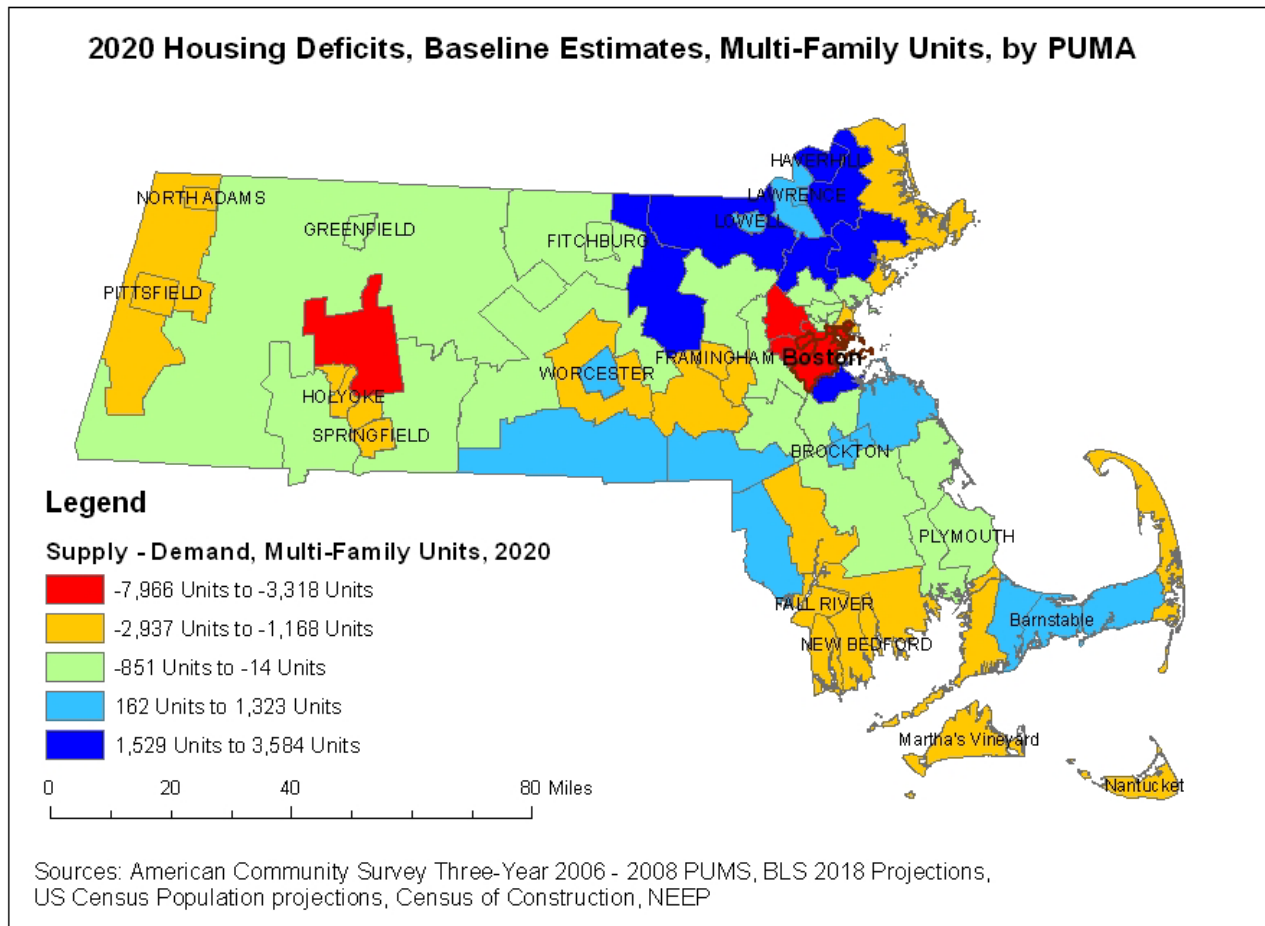 2020 Housing Deficits, Baseline Estimates, Multi-Family Units, by PUMA
HAVERHILL
NORTH ADAMS
LAWRENCE
LOWELL
GREENFIELD
FITCHBURG
PITTSFIELD
FRAMINGHAM
Boston
WORCESTER
HOLYOKE
SPRINGFIELD
BROCKTON
PLYMOUTH
FALL RIVER
Barnstable
NEW BEDFORD
Martha's Vineyard
Nantucket
Legend
Supply - Demand, Multi-Family Units, 2020
-7,966 Units to -3,318 Units
-2,937 Units to -1,168 Units
-851 Units to -14 Units
162 Units to 1,323 Units
1,529 Units to 3,584 Units
0 20 40 80 Miles
Sources: American Community Survey Three-Year 2006 - 2008 PUMS, BLS 2018 Projections,
US Census Population projections, Census of Construction, NEEP